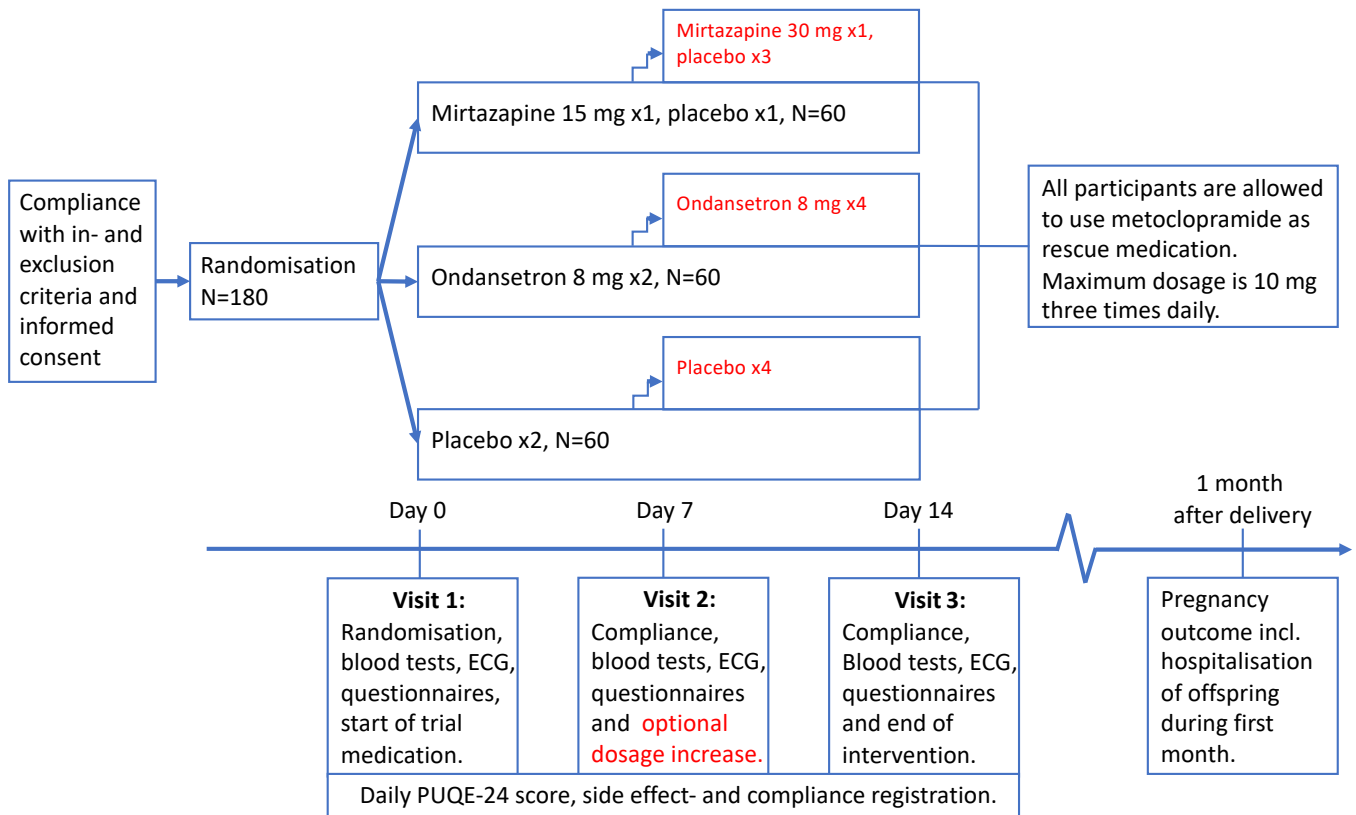 Mirtazapine 30 mg x1,
placebo x3
Mirtazapine 15 mg x1, placebo x1, N=60
Compliance
with in- and
exclusion
criteria and
informed
consent
Randomisation
N=180
Ondansetron 8 mg x4
Ondansetron 8 mg x2, N=60
Placebo x4
Placebo x2, N=60
All participants are allowed
to use metoclopramide as
rescue medication.
Maximum dosage is 10 mg
three times daily.
Day 0
Day 7
Day 14
1 month
after delivery
Visit 1:
Randomisation,
blood tests, ECG,
questionnaires,
start of trial
medication.
Visit 2:
Compliance,
blood tests, ECG,
questionnaires
and optional
dosage increase.
Visit 3:
Compliance,
Blood tests, ECG,
questionnaires
and end of
intervention.
Pregnancy
outcome incl.
hospitalisation
of offspring
during first
month.
Daily PUQE-24 score, side effect- and compliance registration.